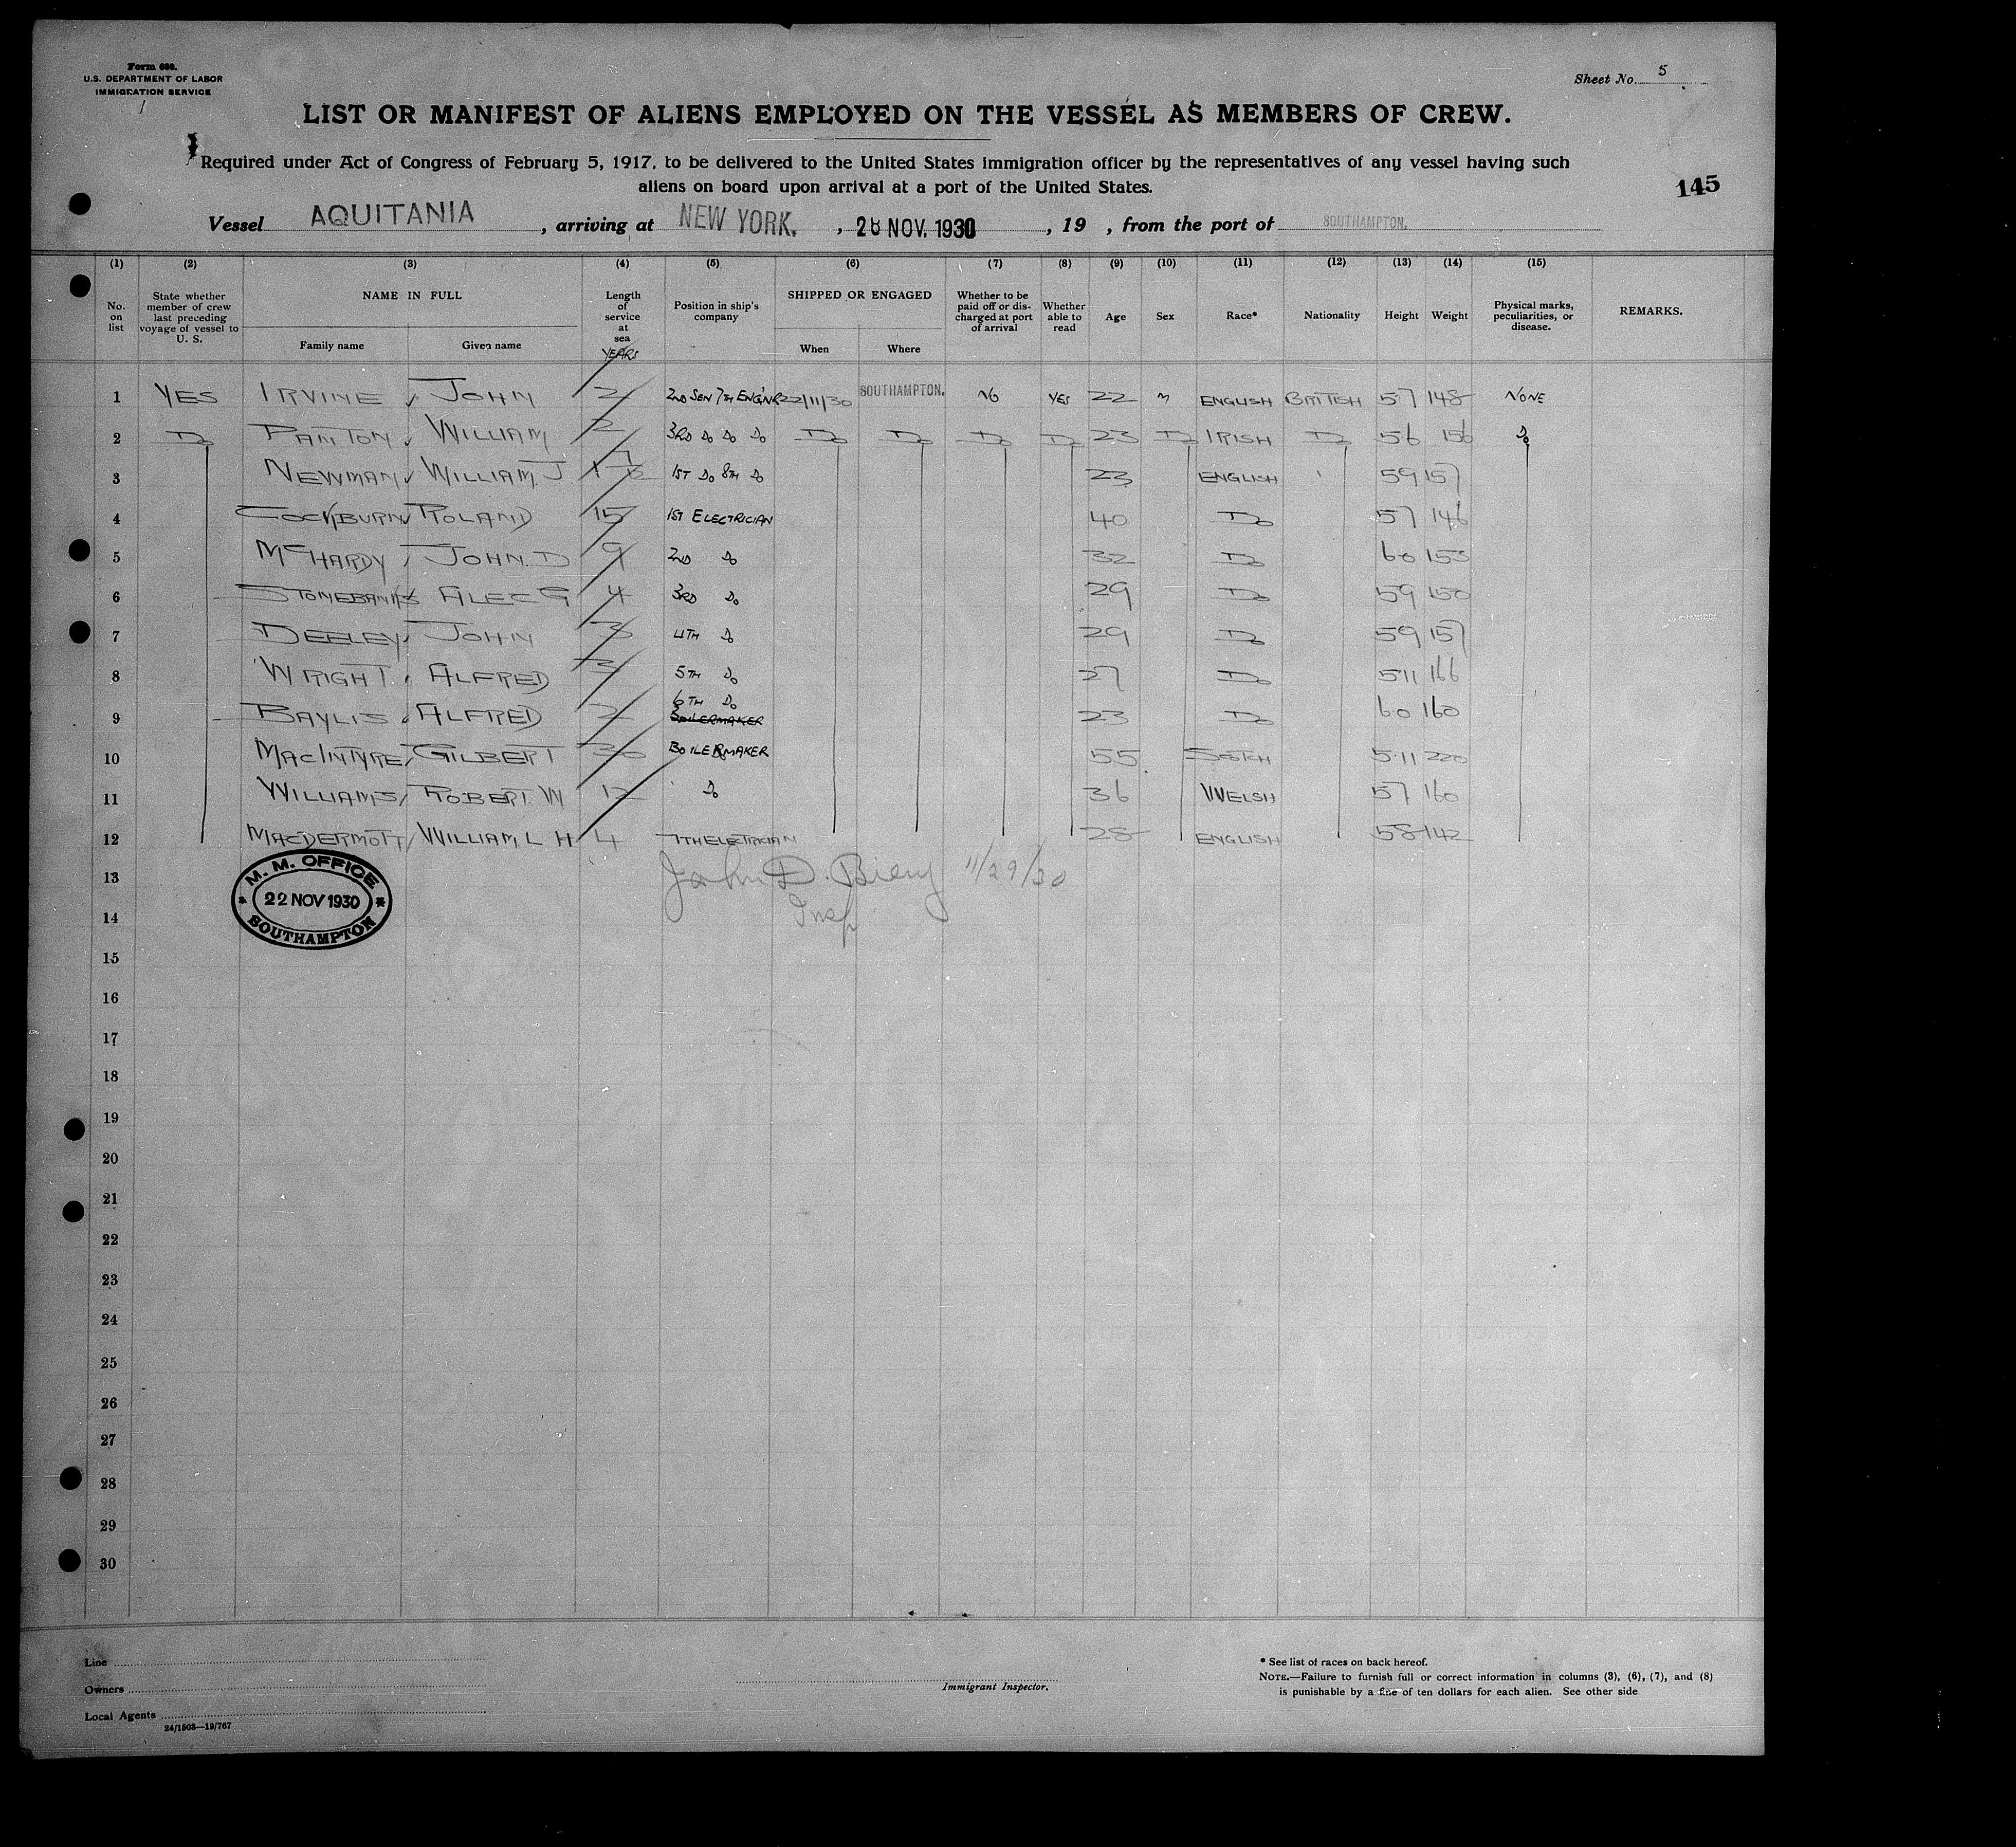 Form 680.
U.S. DEPARTMENT OF LABOR
IMMIGRATION SERVICE
Sheet No. 5
LIST OR MANIFEST OF ALIENS EMPLOYED ON THE VESSEL AS MEMBERS OF CREW.
Required under Act of Congress of February 5, 1917, to be delivered to the United States immigration officer by the representatives of any vessel having such
aliens on board upon arrival at a port of the United States.
145
Vessel AQUITANIA , arriving at NEW YORK. , 28 NOV. 1930 , 19 , from the port of SOUTHAMPTON.
(1) (2) (3) (4) (5) (6) (7) (8) (9) (10) (11) (12) (13) (14) (15)
No. on list
State whether member of crew last preceding voyage of vessel to U. S.
NAME IN FULL
Family name
Given name
Length of service at sea
YEARS
Position in ship's company
SHIPPED OR ENGAGED
When
Where
Whether to be paid off or discharged at port of arrival
Whether able to read
Age
Sex
Race*
Nationality
Height
Weight
Physical marks, peculiarities, or disease.
REMARKS.
1 YES IRVINE JOHN 2 2ND SEN 7TH ENGNR 22/11/30 SOUTHAMPTON. NO YES 22 M ENGLISH BRITISH 57 148 NONE
2 Do PANTON WILLIAM 2 3RD Do Do Do Do Do Do Do 23 Do IRISH Do 56 156 Do
3 NEWMAN WILLIAM J 1ST Do 8TH Do 23 ENGLISH 59 157
4 COCKBURN ROLAND 15 1ST ELECTRICIAN 40 Do 57 146
5 McHARDY JOHN. D 9 2ND Do 32 Do 60 153
6 STONEBANKS ALEC G 4 3RD Do 29 Do 59 150
7 DEELEY JOHN 3 4TH Do 29 Do 59 157
8 WRIGHT ALFRED 3 5TH Do 27 Do 5.11 166
6TH Do
9 BAYLIS ALFRED 2 BOILERMAKER 23 Do 60 160
10 MACINTYRE GILBERT 30 BOILERMAKER 55 SCOTCH 5.11 220
11 WILLIAMS ROBERT. W 12 Do 36 WELSH 57 160
12 MACDERMOTT WILLIAM L H 4 7TH ELETRICIAN 28 ENGLISH 58 142
13 John D. 11/29/30
14 Insp
M. M. OFFICE
22 NOV 1930
SOUTHAMPTON
15
16
17
18
19
20
21
22
23
24
25
26
27
28
29
30
Line
Owners
Local Agents
24/1503—19/767
Immigrant Inspector.
* See list of races on back hereof.
NOTE.—Failure to furnish full or correct information in columns (3), (6), (7), and (8)
is punishable by a fine of ten dollars for each alien. See other side